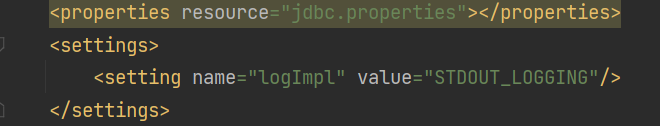 <properties resource="jdbc.properties"></properties>
<settings>
<setting name="logImpl" value="STDOUT_LOGGING"/>
</settings>